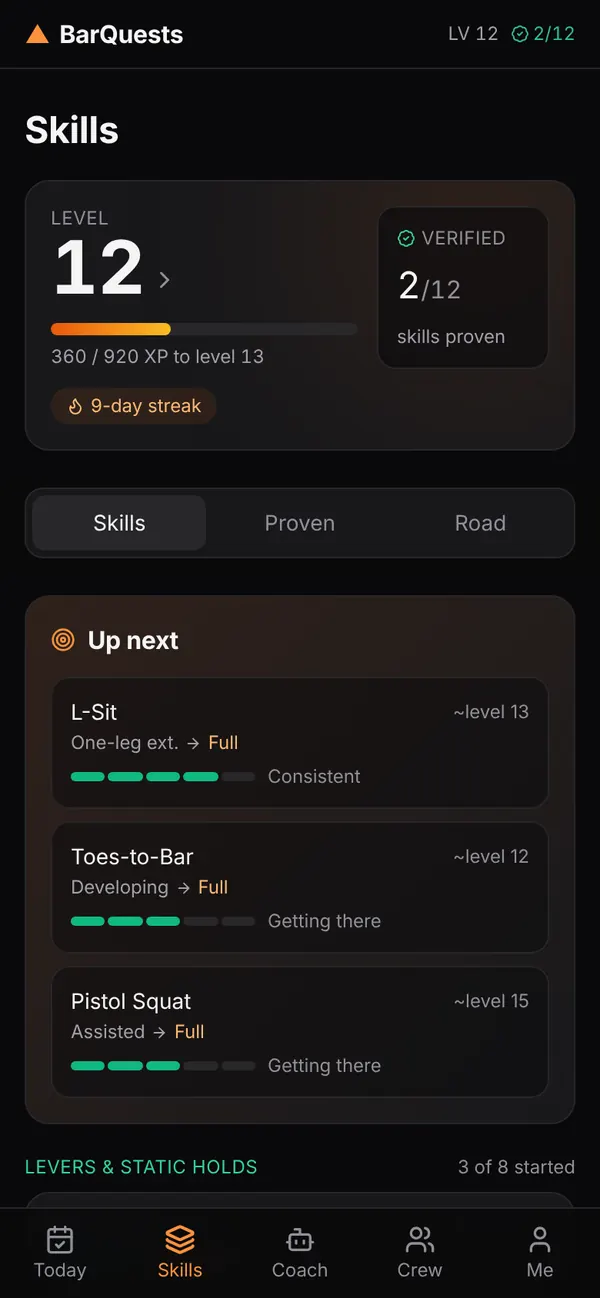 BarQuests
LV 12 2/12
Skills
LEVEL
12
360 / 920 XP to level 13
9-day streak
VERIFIED
2/12
skills proven
Skills Proven Road
Up next
L-Sit ~level 13
One-leg ext. → Full
Consistent
Toes-to-Bar ~level 12
Developing → Full
Getting there
Pistol Squat ~level 15
Assisted → Full
Getting there
LEVERS & STATIC HOLDS 3 of 8 started
Today Skills Coach Crew Me